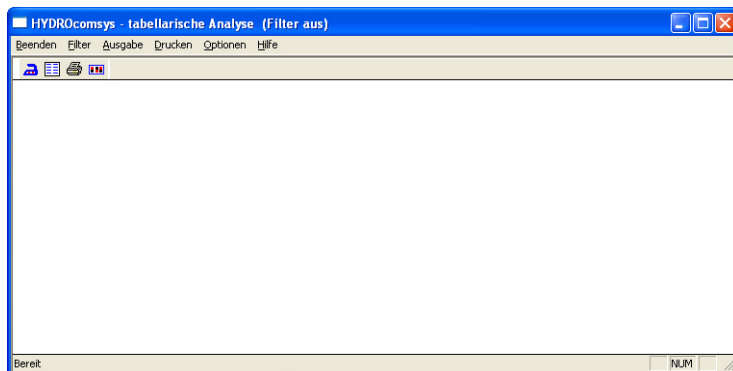 HYDROcomsys - tabellarische Analyse (Filter aus)
Beenden Filter Ausgabe Drucken Optionen Hilfe
Bereit NUM